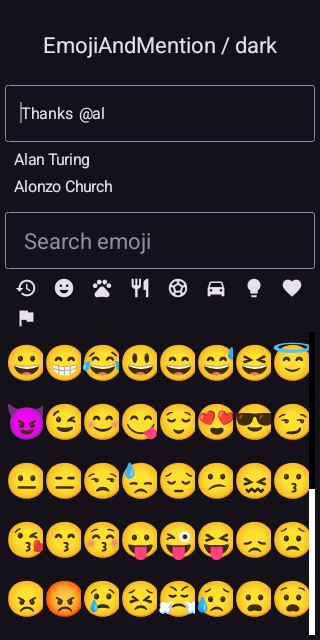 EmojiAndMention / dark
Thanks @al
Alan Turing
Alonzo Church
Search emoji